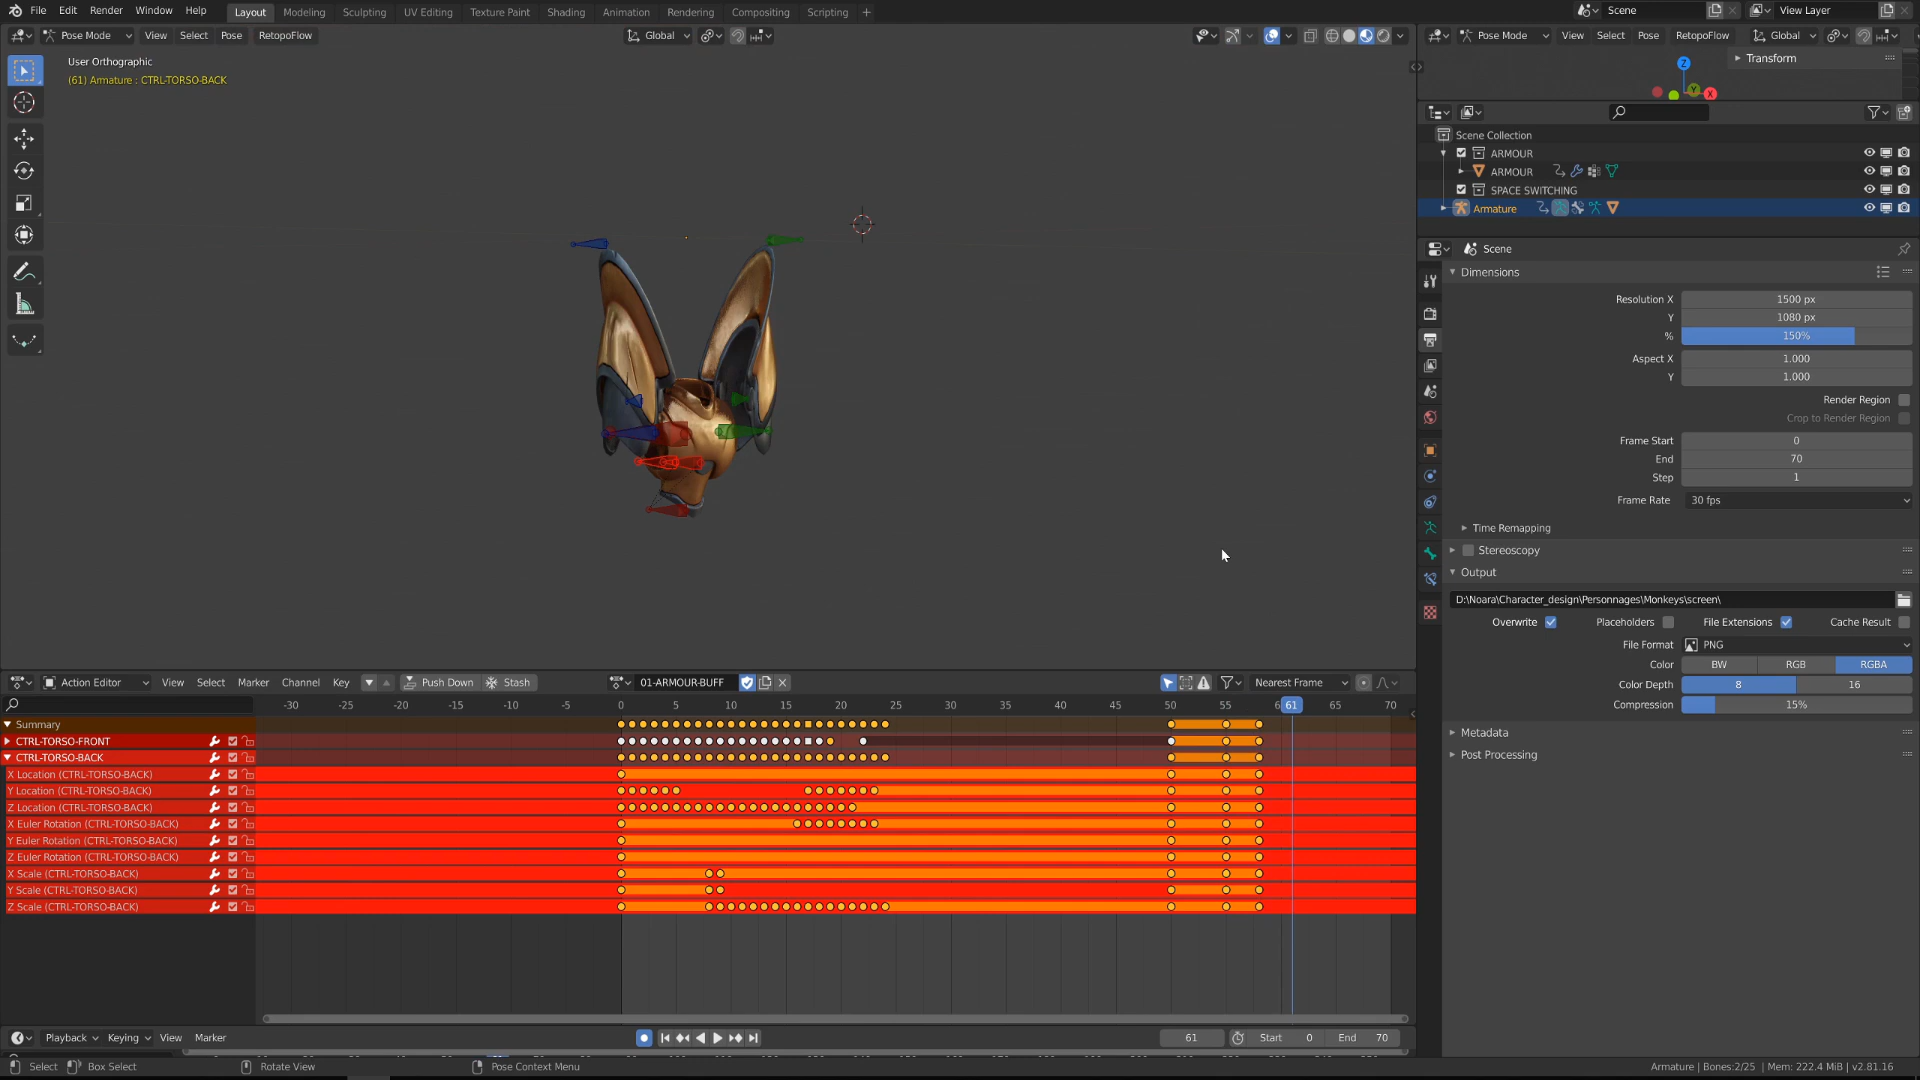 File Edit Render Window Help Layout Modeling Sculpting UV Editing Texture Paint Shading Animation Rendering Compositing Scripting +
Scene View Layer
Pose Mode View Select Pose RetopoFlow Global
Pose Mode View Select Pose RetopoFlow Global
User Orthographic
(61) Armature : CTRL-TORSO-BACK
Transform
Z
Y
X
Scene Collection
ARMOUR
ARMOUR
SPACE SWITCHING
Armature
Scene
Dimensions
Resolution X 1500 px
Y 1080 px
% 150%
Aspect X 1.000
Y 1.000
Render Region
Crop to Render Region
Frame Start 0
End 70
Step 1
Frame Rate 30 fps
Time Remapping
Stereoscopy
Output
D:\Noara\Character_design\Personnages\Monkeys\screen\
Overwrite Placeholders File Extensions Cache Result
File Format PNG
Color BW RGB RGBA
Color Depth 8 16
Compression 15%
Metadata
Post Processing
Action Editor View Select Marker Channel Key Push Down Stash 01-ARMOUR-BUFF Nearest Frame
-30 -25 -20 -15 -10 -5 0 5 10 15 20 25 30 35 40 45 50 55 6 61 65 70
Summary
CTRL-TORSO-FRONT
CTRL-TORSO-BACK
X Location (CTRL-TORSO-BACK)
Y Location (CTRL-TORSO-BACK)
Z Location (CTRL-TORSO-BACK)
X Euler Rotation (CTRL-TORSO-BACK)
Y Euler Rotation (CTRL-TORSO-BACK)
Z Euler Rotation (CTRL-TORSO-BACK)
X Scale (CTRL-TORSO-BACK)
Y Scale (CTRL-TORSO-BACK)
Z Scale (CTRL-TORSO-BACK)
Playback Keying View Marker 61 Start 0 End 70
Select Box Select Rotate View Pose Context Menu Armature | Bones:2/25 | Mem: 222.4 MiB | v2.81.16